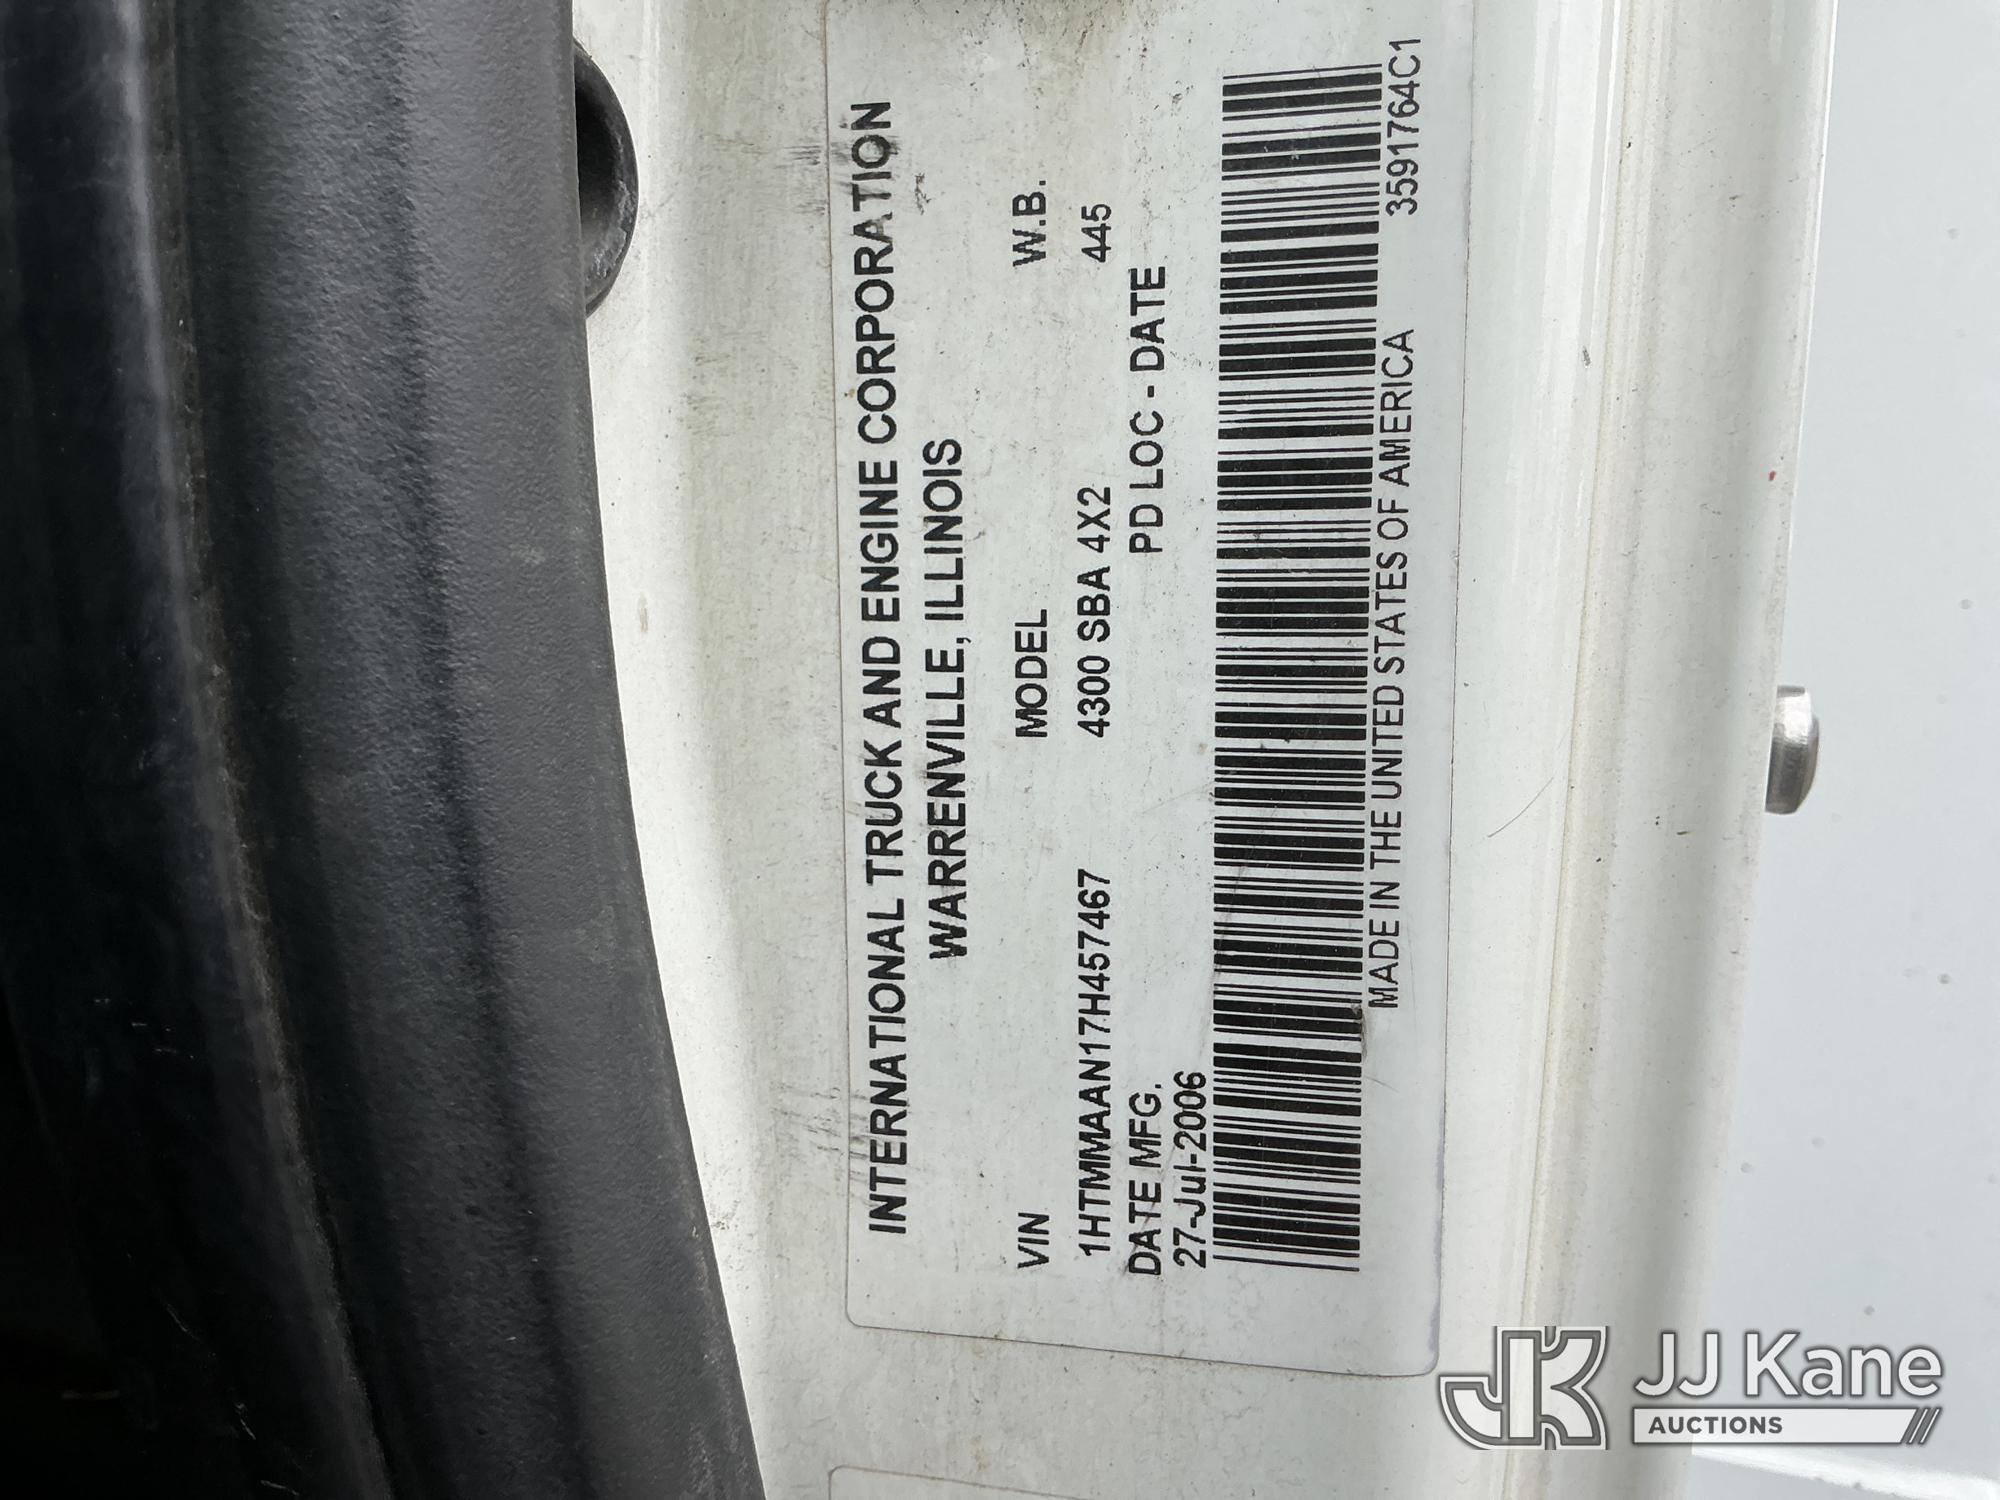 INTERNATIONAL TRUCK AND ENGINE CORPORATION
WARRENVILLE, ILLINOIS
VIN MODEL W.B.
1HTMMAAN17H457467 4300 SBA 4X2 445
DATE MFG. PD LOC - DATE
27-Jul-2006
MADE IN THE UNITED STATES OF AMERICA 3591764C1
JJ Kane
AUCTIONS